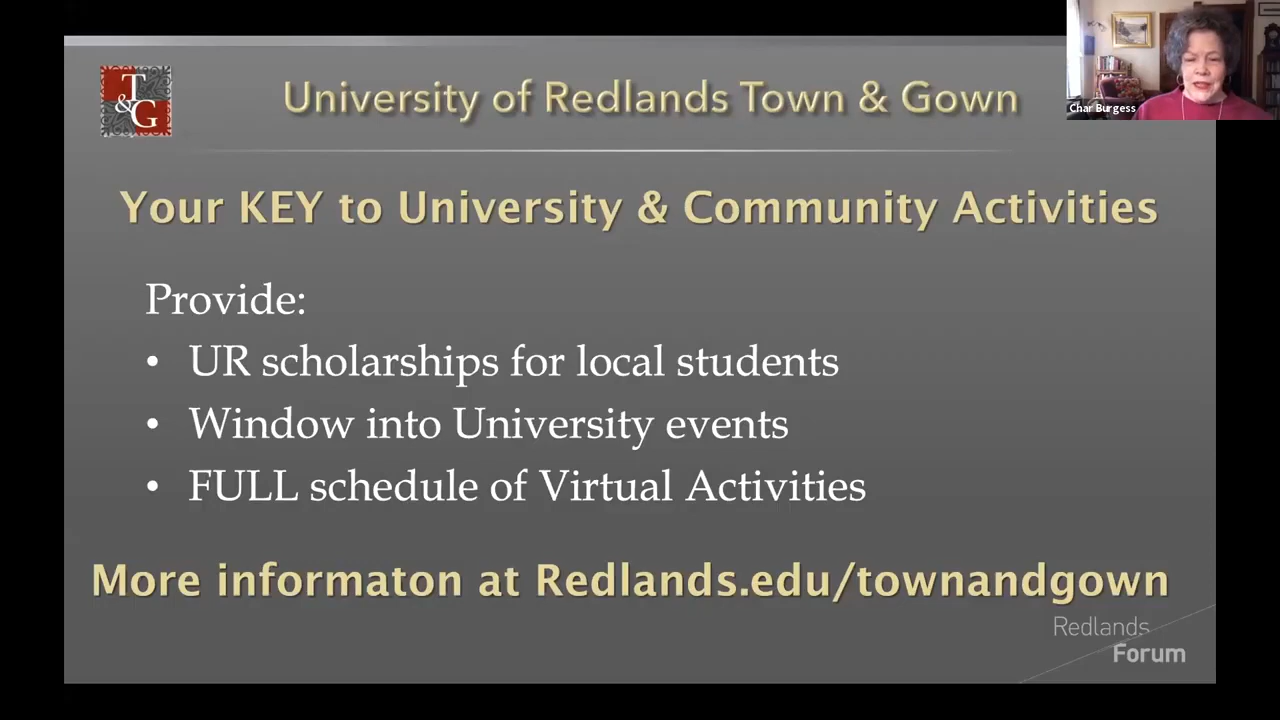 T
&G
University of Redlands Town & Gown
Char Burgess
Your KEY to University & Community Activities
Provide:
• UR scholarships for local students
• Window into University events
• FULL schedule of Virtual Activities
More informaton at Redlands.edu/townandgown
Redlands
Forum